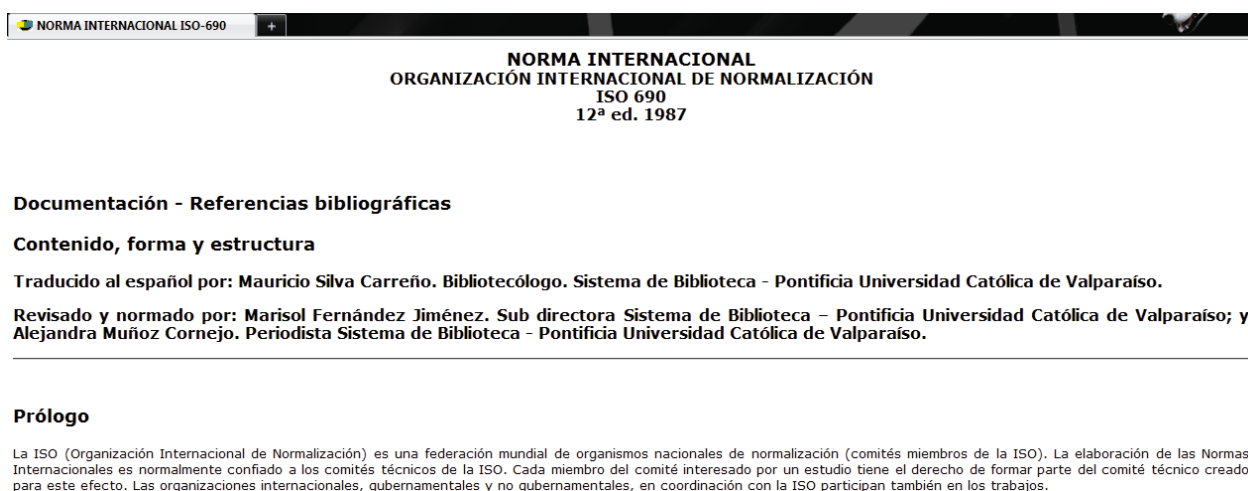 NORMA INTERNACIONAL ISO-690
+
NORMA INTERNACIONAL
ORGANIZACIÓN INTERNACIONAL DE NORMALIZACIÓN
ISO 690
12ª ed. 1987
Documentación - Referencias bibliográficas
Contenido, forma y estructura
Traducido al español por: Mauricio Silva Carreño. Bibliotecólogo. Sistema de Biblioteca - Pontificia Universidad Católica de Valparaíso.
Revisado y normado por: Marisol Fernández Jiménez. Sub directora Sistema de Biblioteca – Pontificia Universidad Católica de Valparaíso; y
Alejandra Muñoz Cornejo. Periodista Sistema de Biblioteca - Pontificia Universidad Católica de Valparaíso.
Prólogo
La ISO (Organización Internacional de Normalización) es una federación mundial de organismos nacionales de normalización (comités miembros de la ISO). La elaboración de las Normas
Internacionales es normalmente confiado a los comités técnicos de la ISO. Cada miembro del comité interesado por un estudio tiene el derecho de formar parte del comité técnico creado
para este efecto. Las organizaciones internacionales, gubernamentales y no gubernamentales, en coordinación con la ISO participan también en los trabajos.